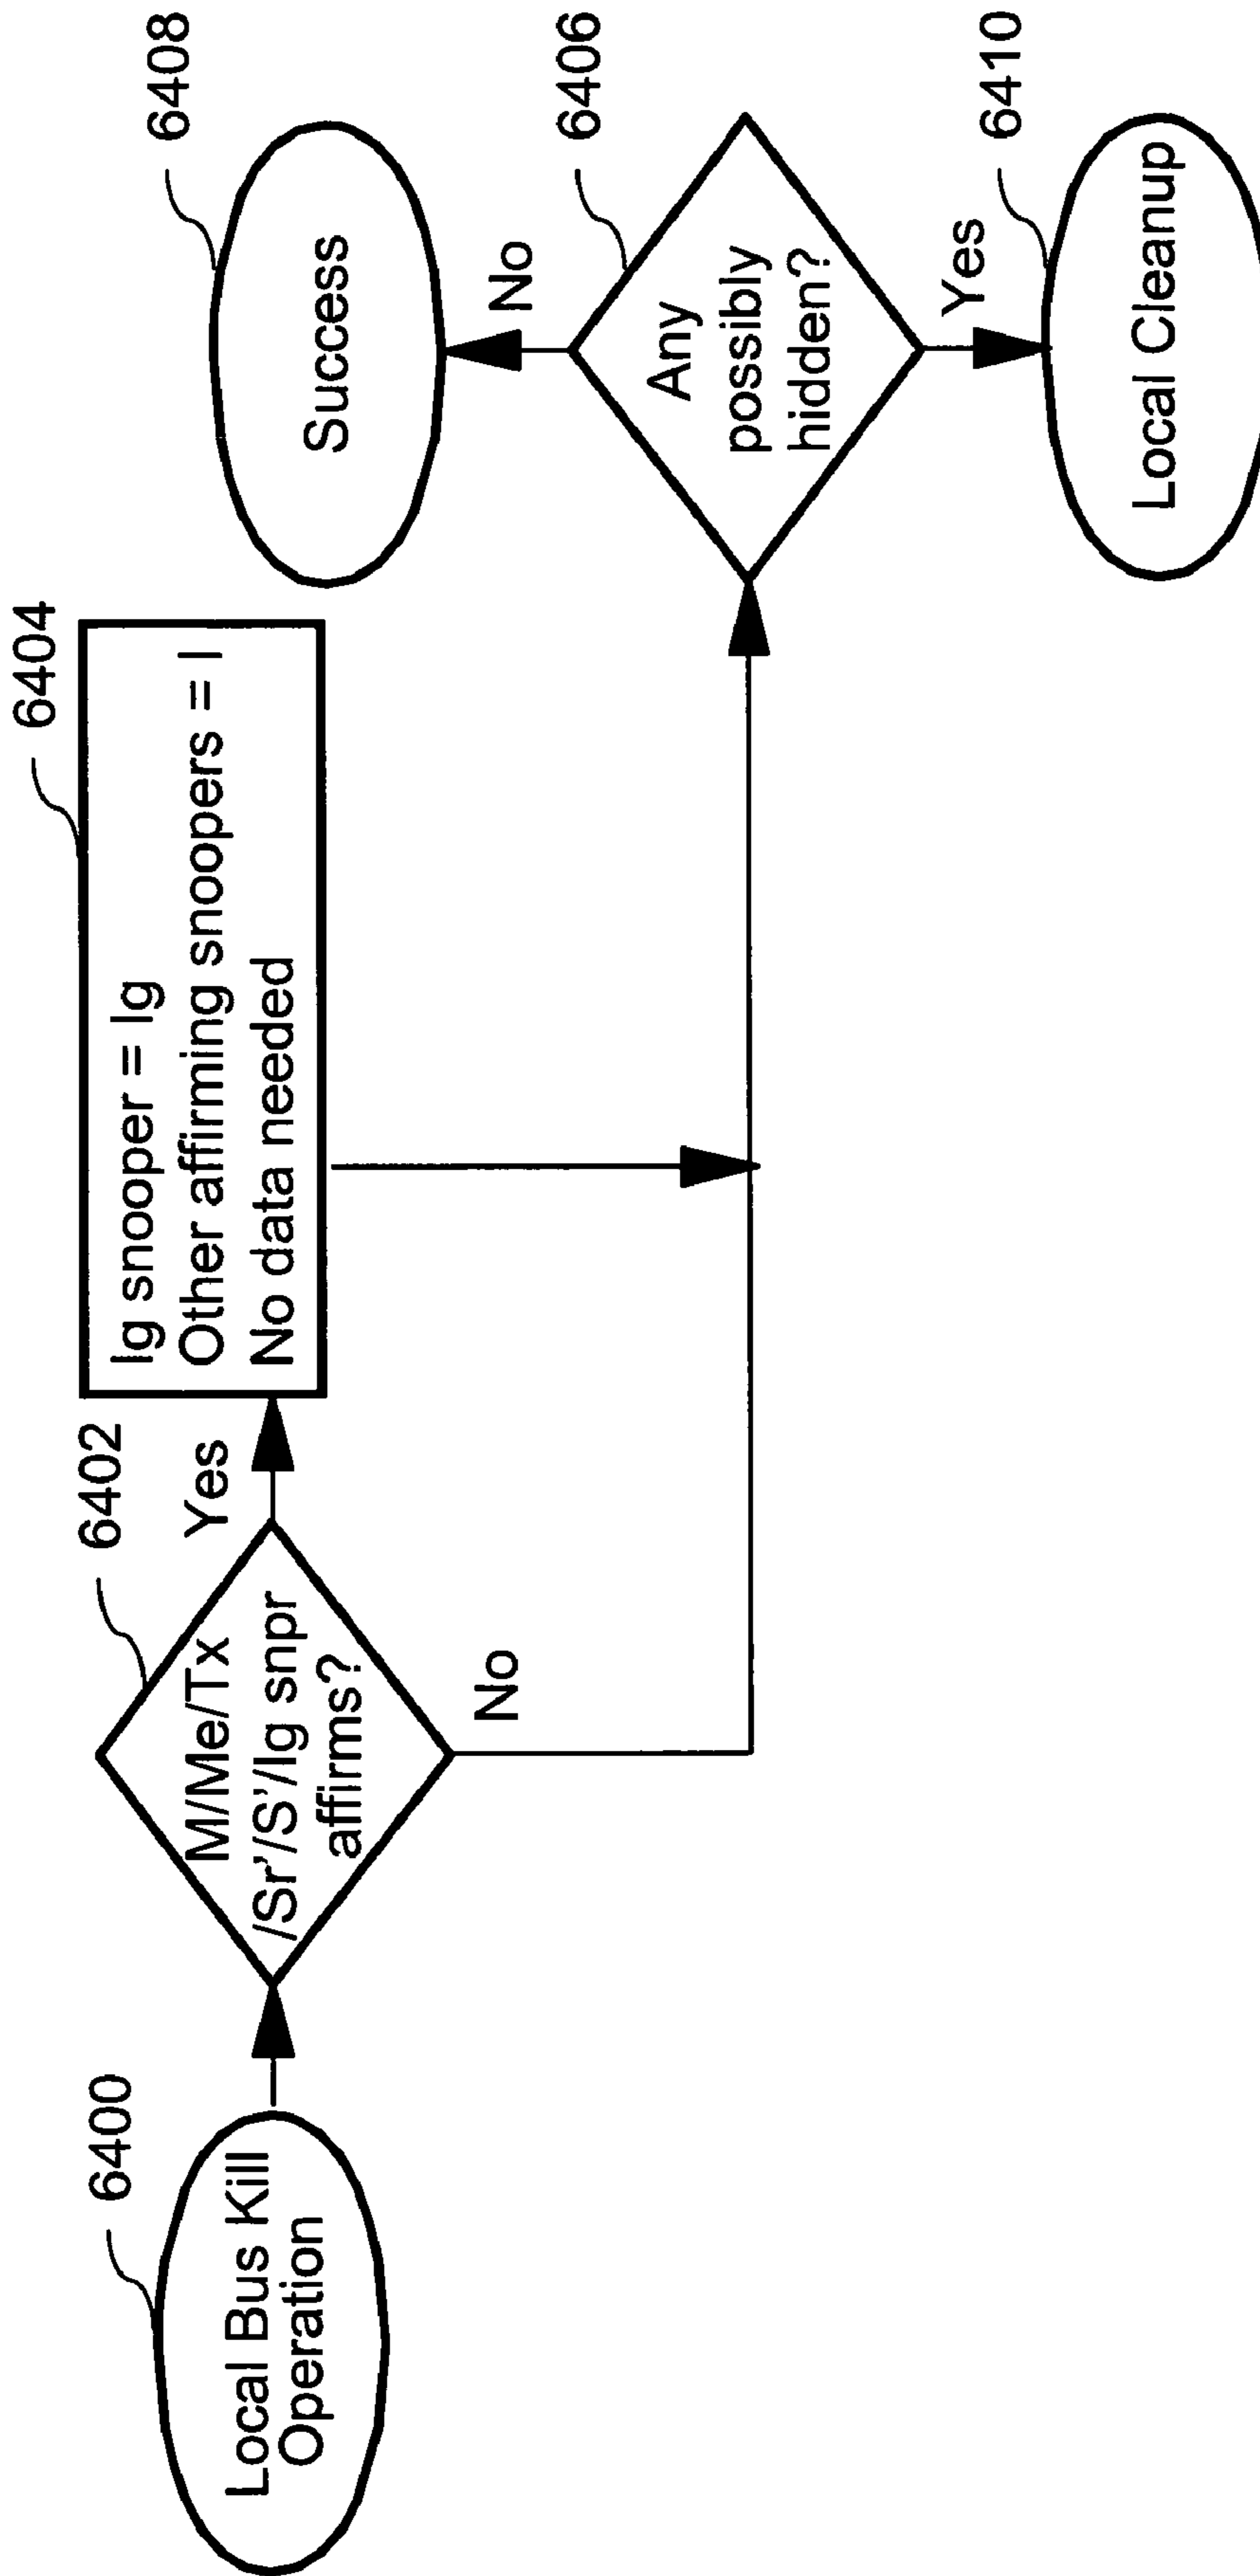 6400
Local Bus Kill
Operation
6402
M/Me/Tx
/Sr'/S'/Ig snpr
affirms?
Yes
No
6404
Ig snooper = Ig
Other affirming snoopers = I
No data needed
6406
Any
possibly
hidden?
No
6408
Success
Yes
6410
Local Cleanup